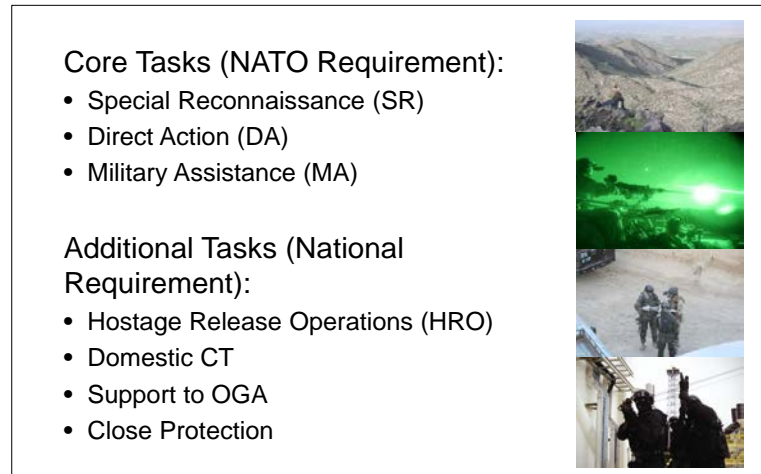 Core Tasks (NATO Requirement):
• Special Reconnaissance (SR)
• Direct Action (DA)
• Military Assistance (MA)
Additional Tasks (National
Requirement):
• Hostage Release Operations (HRO)
• Domestic CT
• Support to OGA
• Close Protection